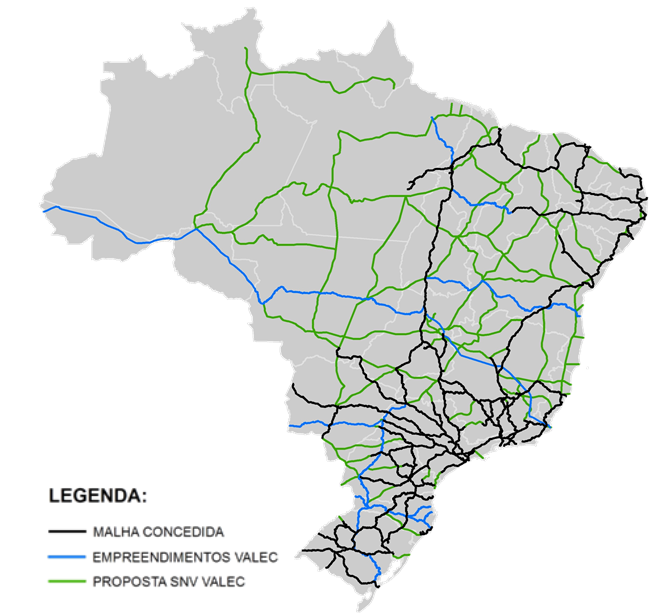 LEGENDA:
MALHA CONCEDIDA
EMPREENDIMENTOS VALEC
PROPOSTA SNV VALEC